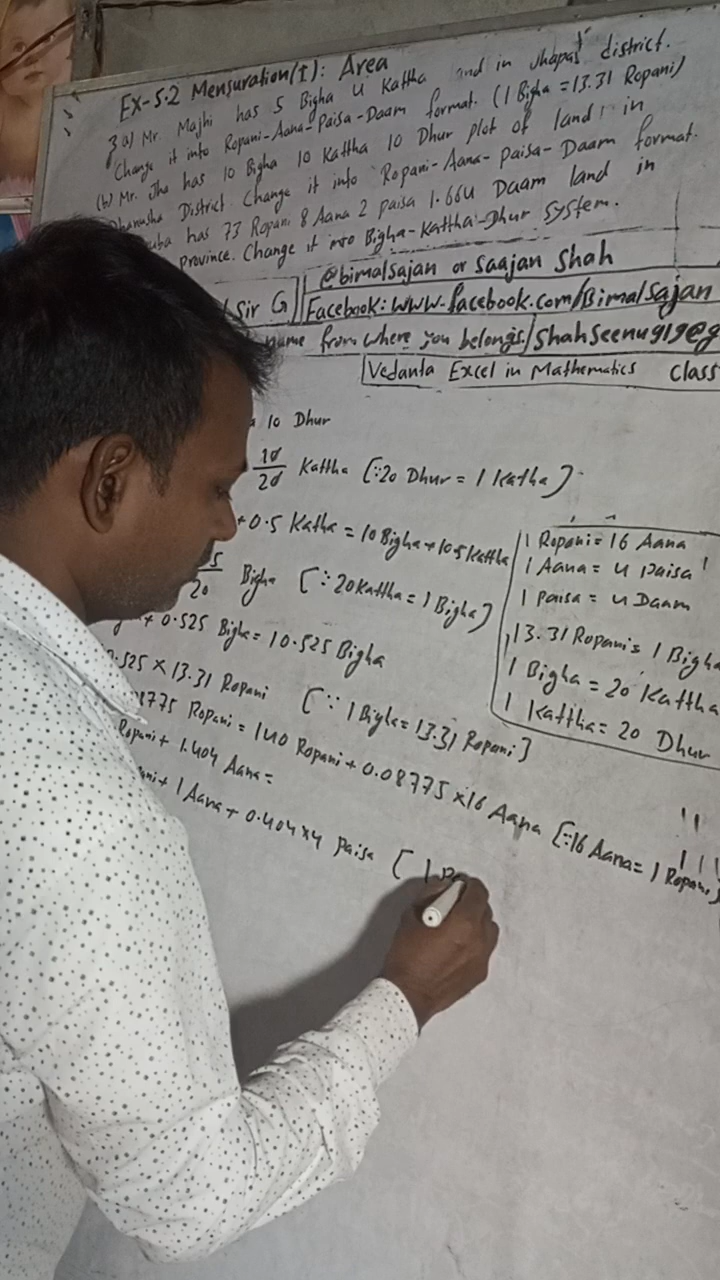 Ex-5.2 Mensuration(I): Area
3 a) Mr. Majhi has 5 Bigha 4 Kattha land in Jhapa district.
Change it into Ropani-Aana-Paisa-Daam format. (1 Bigha = 13.31 Ropani)
(b) Mr. Jha has 10 Bigha 10 Kattha 10 Dhur plot of land in
Dhanusha District. Change it into Ropani-Aana-Paisa-Daam format.
has 73 Ropani 8 Aana 2 paisa 1.664 Daam land in
province. Change it into Bigha-Kattha-Dhur system.
Sir G @bimalsajan or Saajan Shah
Facebook: www.facebook.com/Bimalsajan
name from where you belongs/Shahseenu919@g
Vedanta Excel in Mathematics Class
10 Dhur
10/20 Kattha [∵20 Dhur = 1 Katha]
+0.5 Katha = 10 Bigha + 10.5 Kattha
5/20 Bigha [∵20 Kattha = 1 Bigha]
+ 0.525 Bigha = 10.525 Bigha
.525 × 13.31 Ropani [∵ 1 Bigha = 13.31 Ropani]
8775 Ropani = 140 Ropani + 0.08775 × 16 Aana [∵16 Aana = 1 Ropani]
Ropani + 1.404 Aana =
ani + 1 Aana + 0.404×4 Paisa [ 1
1 Ropani = 16 Aana
1 Aana = 4 paisa
1 paisa = 4 Daam
13.31 Ropani = 1 Bigha
1 Bigha = 20 Kattha
1 Kattha = 20 Dhur